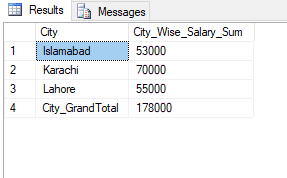 Results Messages
City City_Wise_Salary_Sum
1 Islamabad 53000
2 Karachi 70000
3 Lahore 55000
4 City_GrandTotal 178000